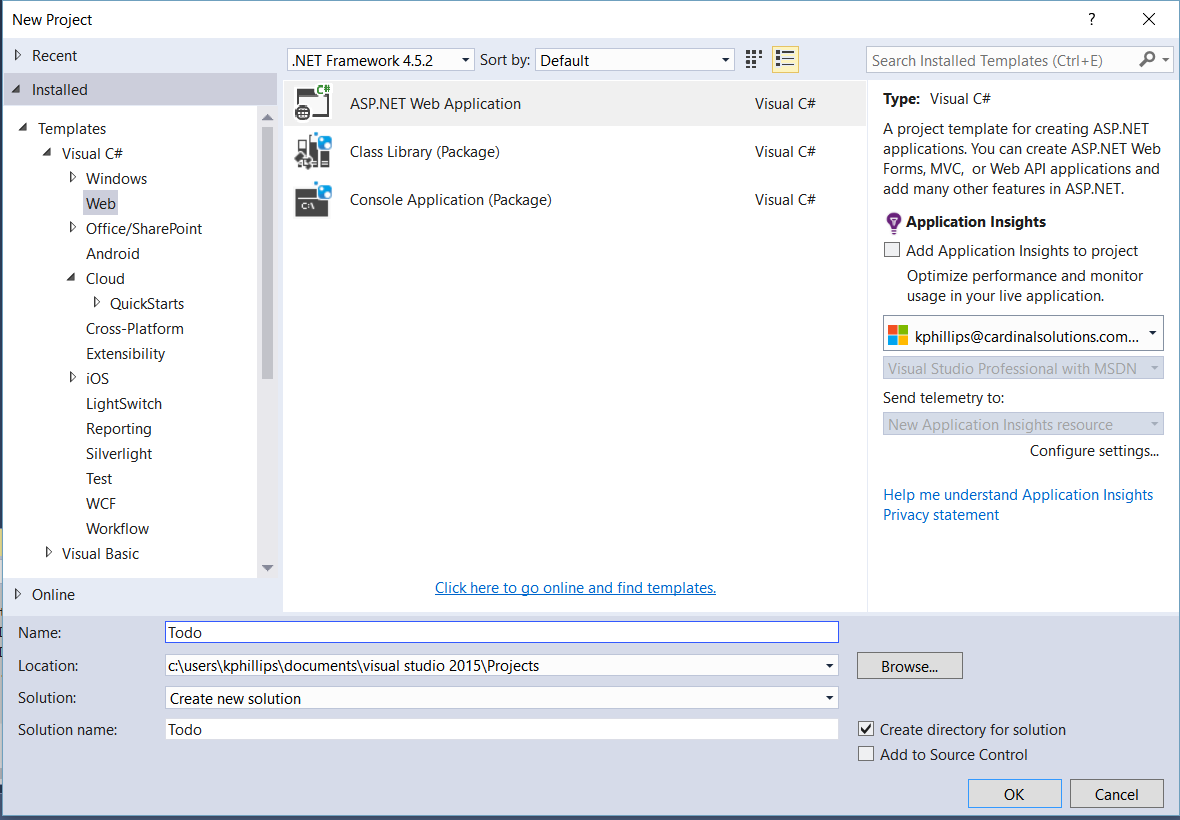 New Project
?
Recent
Installed
Templates
Visual C#
Windows
Web
Office/SharePoint
Android
Cloud
QuickStarts
Cross-Platform
Extensibility
iOS
LightSwitch
Reporting
Silverlight
Test
WCF
Workflow
Visual Basic
Online
.NET Framework 4.5.2 Sort by: Default
ASP.NET Web Application Visual C#
Class Library (Package) Visual C#
Console Application (Package) Visual C#
Click here to go online and find templates.
Search Installed Templates (Ctrl+E)
Type: Visual C#
A project template for creating ASP.NET
applications. You can create ASP.NET Web
Forms, MVC, or Web API applications and
add many other features in ASP.NET.
Application Insights
Add Application Insights to project
Optimize performance and monitor
usage in your live application.
kphillips@cardinalsolutions.com...
Visual Studio Professional with MSDN
Send telemetry to:
New Application Insights resource
Configure settings...
Help me understand Application Insights
Privacy statement
Name: Todo
Location: c:\users\kphillips\documents\visual studio 2015\Projects Browse...
Solution: Create new solution
Solution name: Todo
Create directory for solution
Add to Source Control
OK Cancel